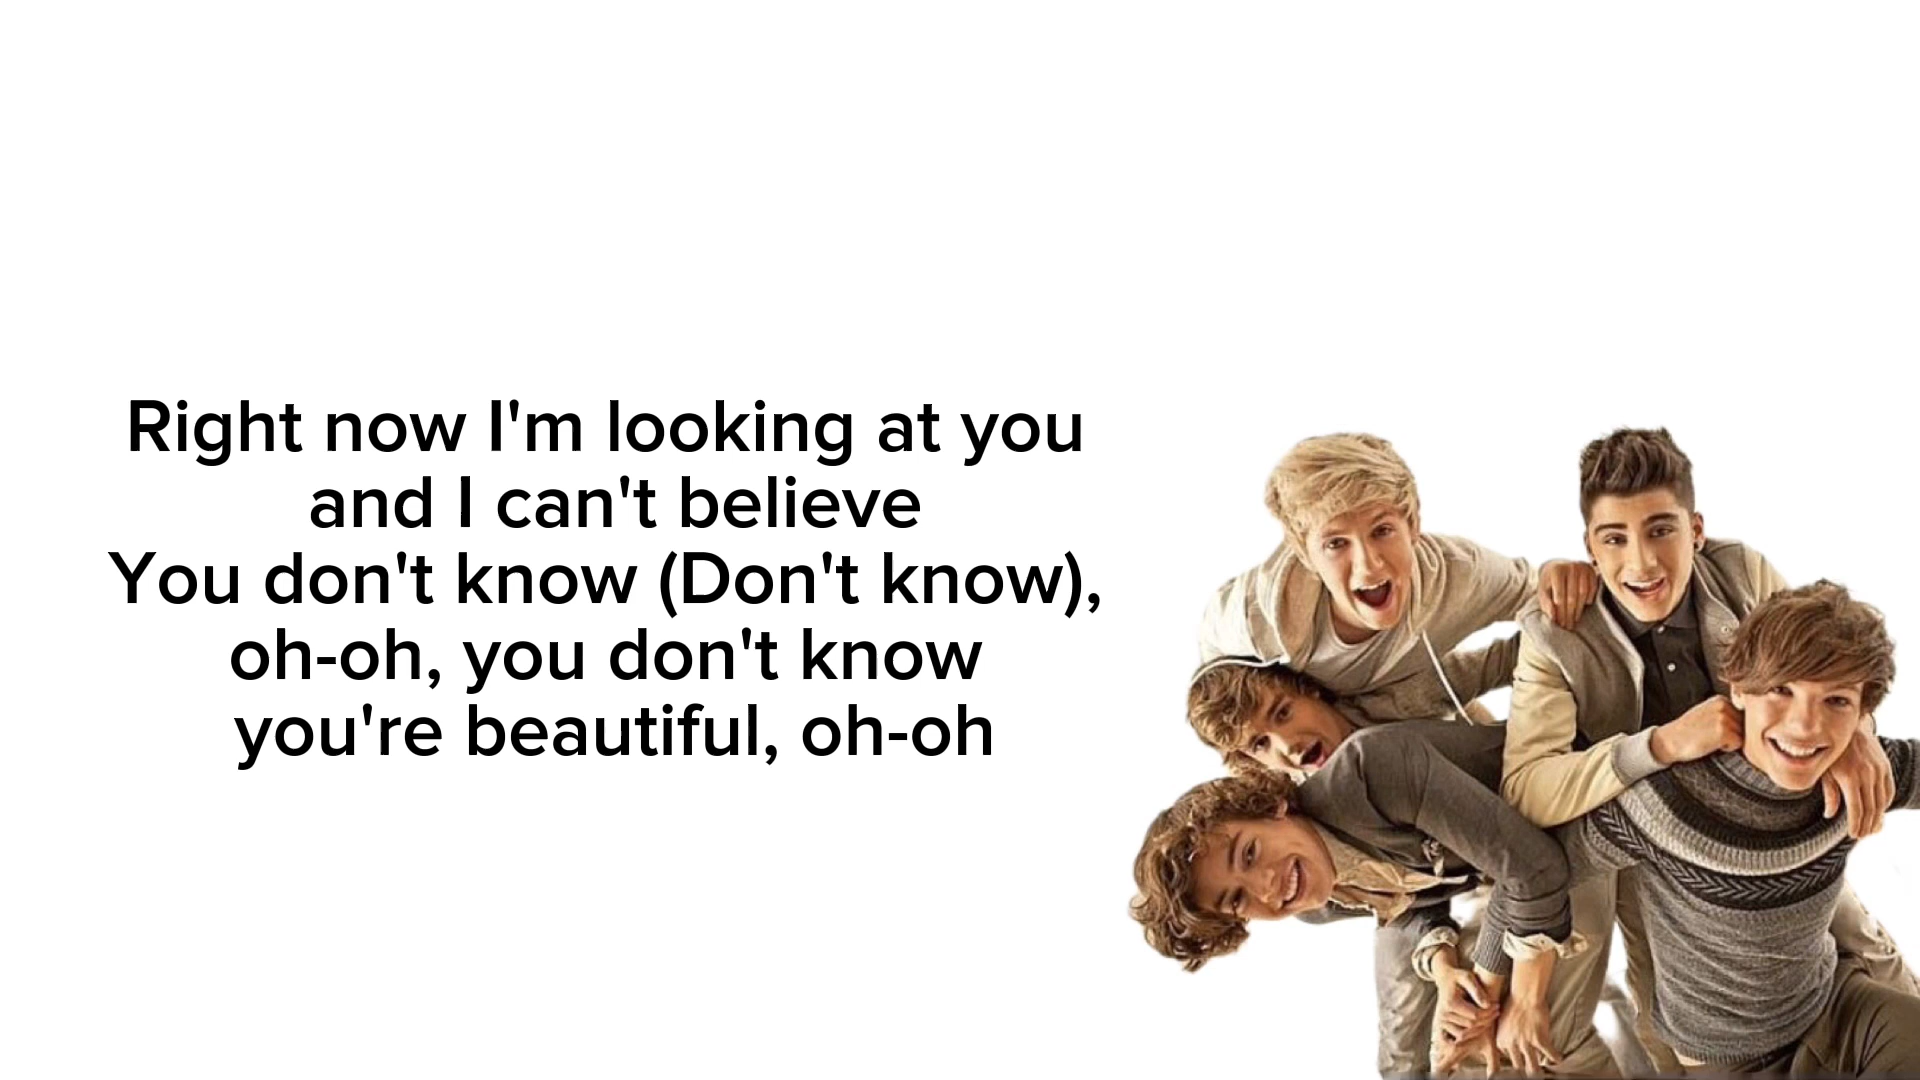 Right now I'm looking at you
and I can't believe
You don't know (Don't know),
oh-oh, you don't know
you're beautiful, oh-oh